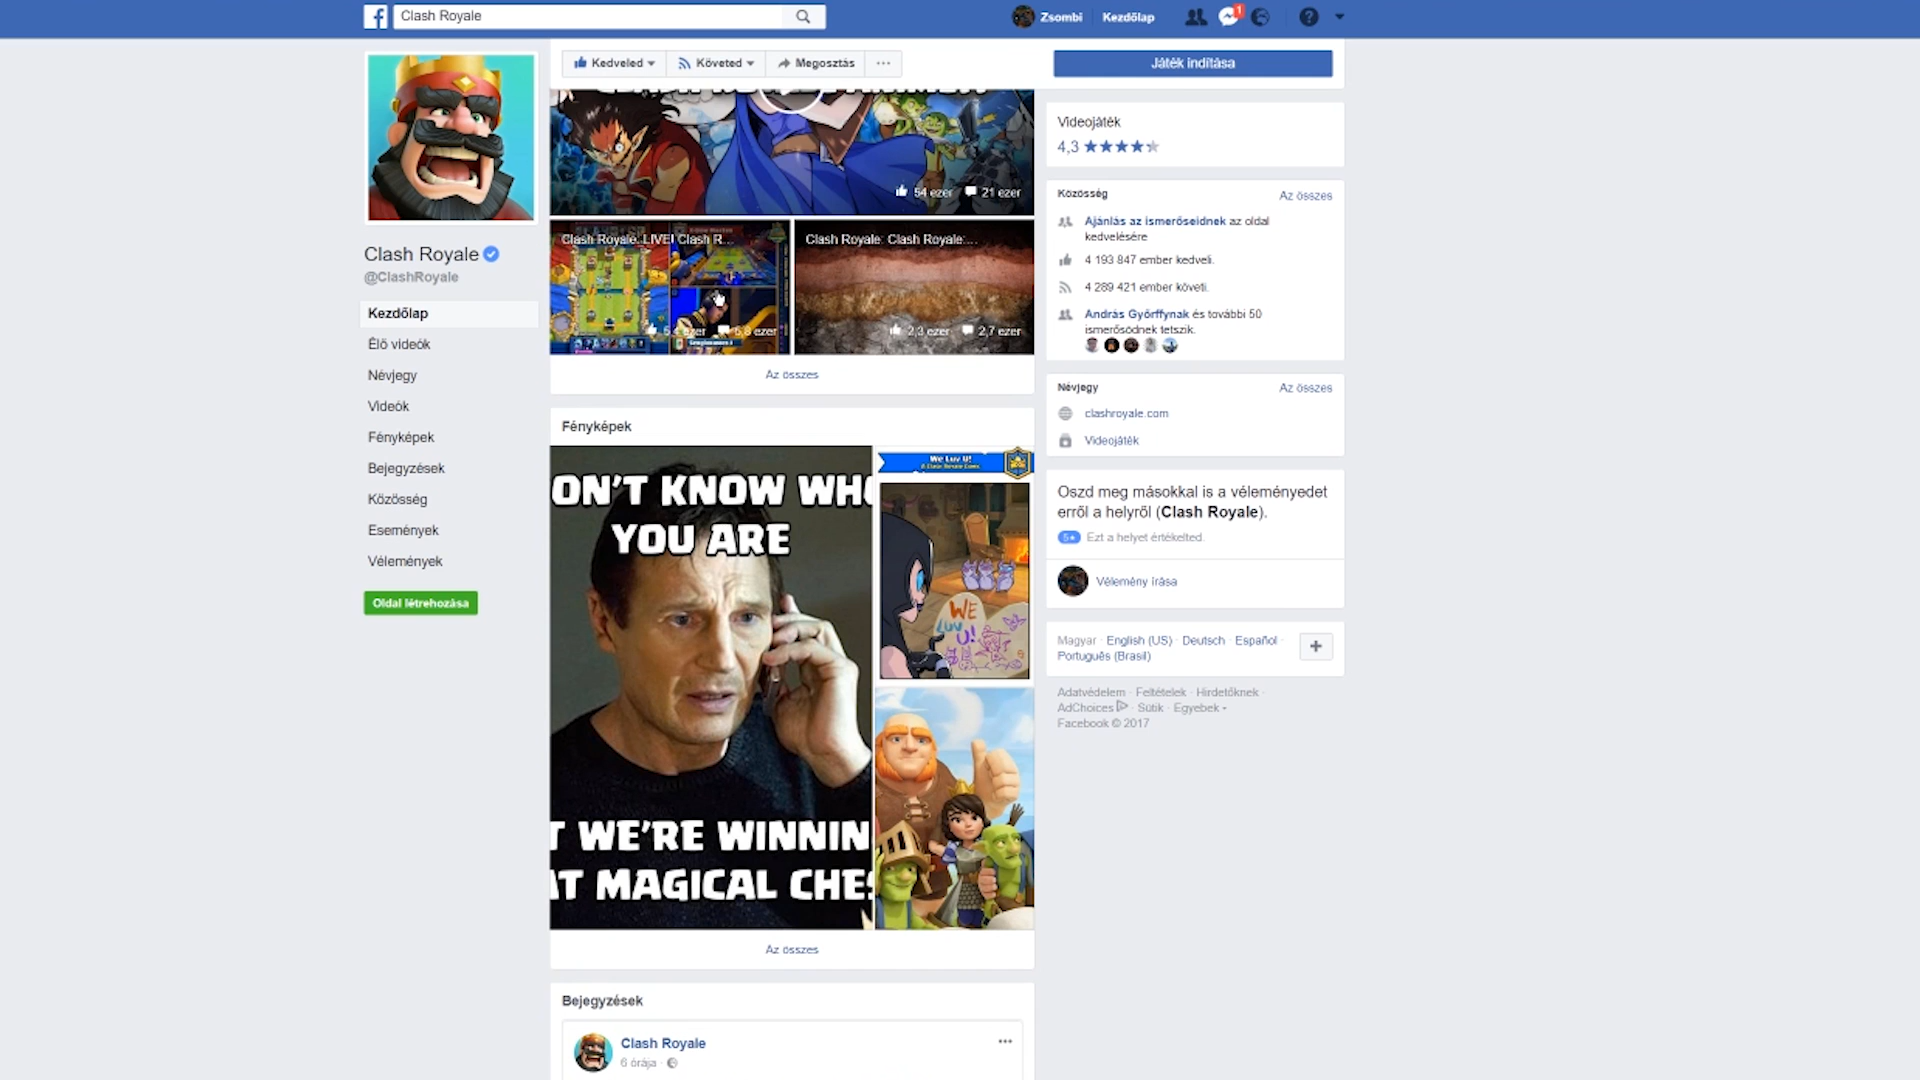 Clash Royale
Zsombi
Kezdőlap
1
Kedveled
Követed
Megosztás
Játék indítása
Clash Royale
@ClashRoyale
Kezdőlap
Élő videók
Névjegy
Videók
Fényképek
Bejegyzések
Közösség
Események
Vélemények
Oldal létrehozása
54 ezer
21 ezer
Clash Royale: LIVE! Clash R...
5,4 ezer
5,8 ezer
Clash Royale: Clash Royale:...
2,3 ezer
2,7 ezer
Az összes
Fényképek
ON'T KNOW WHO
YOU ARE
T WE'RE WINNIN
AT MAGICAL CHES
We Luv U!
WE
LUV
U!
Az összes
Bejegyzések
Clash Royale
6 órája
Videojáték
4,3
Közösség
Az összes
Ajánlás az ismerőseidnek az oldal
kedvelésére
4 193 847 ember kedveli.
4 289 421 ember követi.
András Győrffynak és további 50
ismerősödnek tetszik.
Névjegy
Az összes
clashroyale.com
Videojáték
Oszd meg másokkal is a véleményedet
erről a helyről (Clash Royale).
5★ Ezt a helyet értékelted.
Vélemény írása
Magyar · English (US) · Deutsch · Español ·
Português (Brasil)
Adatvédelem · Feltételek · Hirdetőknek ·
AdChoices · Sütik · Egyebek
Facebook © 2017